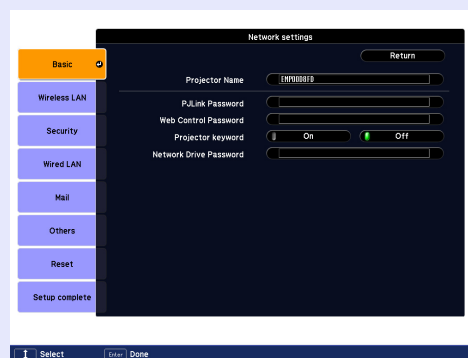 Network settings
Return
Basic
Projector Name EMP00D8FD
Wireless LAN
PJLink Password
Web Control Password
Security
Projector keyword On Off
Network Drive Password
Wired LAN
Mail
Others
Reset
Setup complete
Select Enter Done